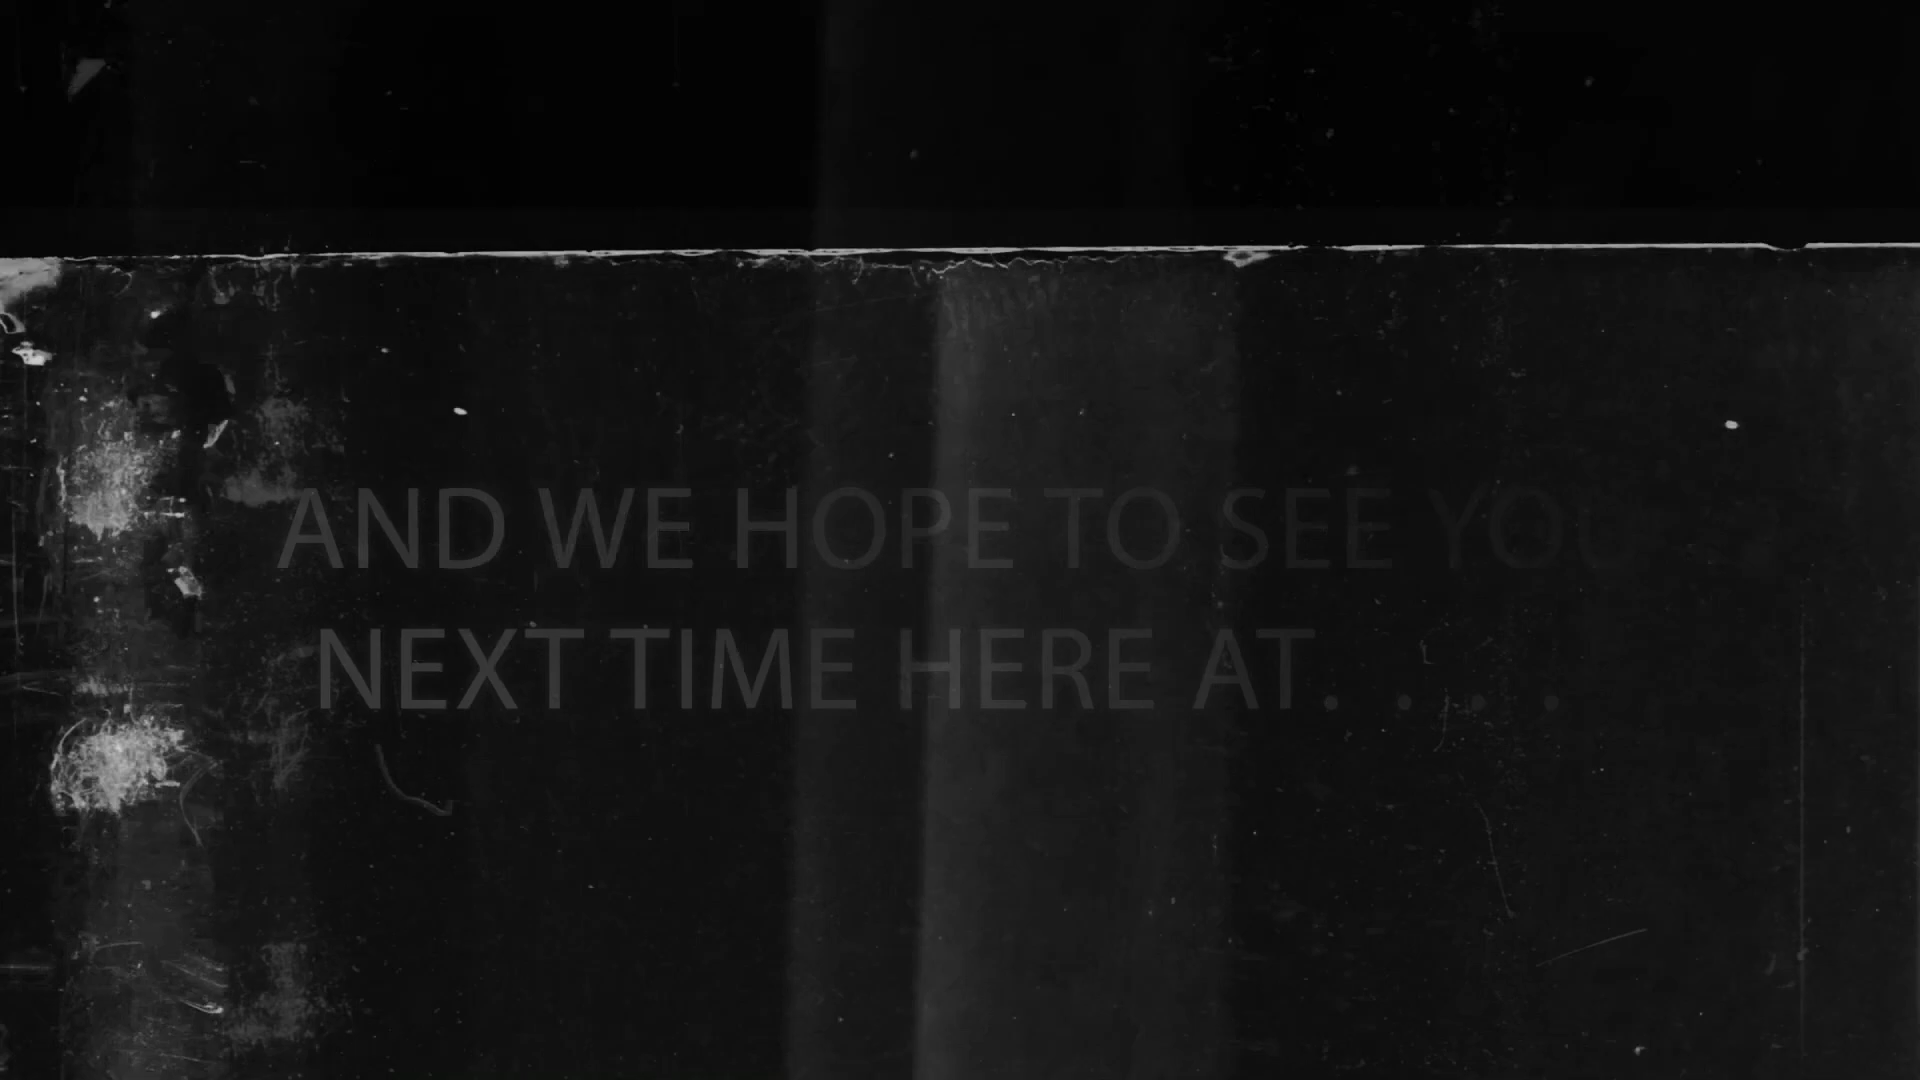 AND WE HOPE TO SEE YOU
NEXT TIME HERE AT. . . .